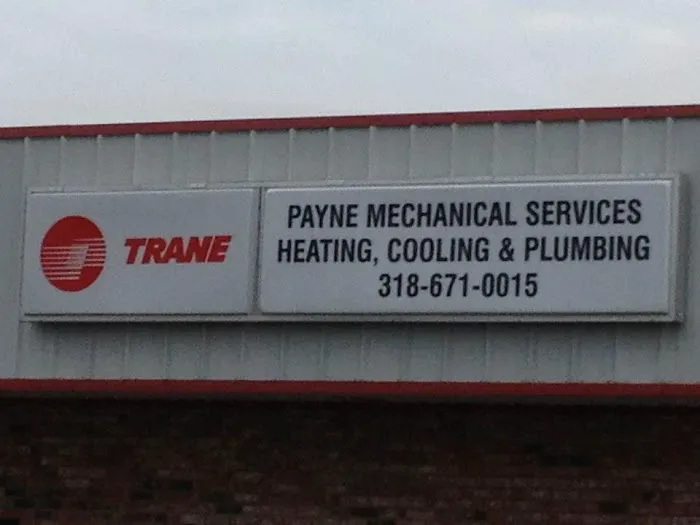 TRANE
PAYNE MECHANICAL SERVICES
HEATING, COOLING & PLUMBING
318-671-0015